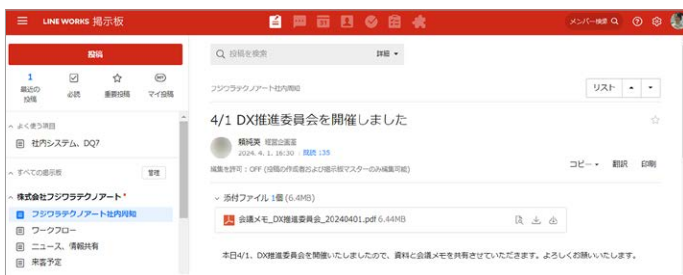 LINE WORKS 掲示板
メンバー検索
投稿
投稿を検索
詳細
1
最近の投稿
必読
重要投稿
マイ投稿
フジワラテクノアート社内周知
リスト
よく使う項目
社内システム、DQ7
4/1 DX推進委員会を開催しました
頼純英 経営企画室
2024. 4. 1. 16:30 · 既読 135
編集を許可 : OFF (投稿の作成者および掲示板マスターのみ編集可能)
コピー
翻訳
印刷
すべての掲示板
管理
株式会社フジワラテクノアート
フジワラテクノアート社内周知
ワークフロー
ニュース、情報共有
来客予定
添付ファイル 1個 (6.4MB)
会議メモ_DX推進委員会_20240401.pdf 6.44MB
本日4/1、DX推進委員会を開催いたしましたので、資料と会議メモを共有させていただきます。よろしくお願いいたします。